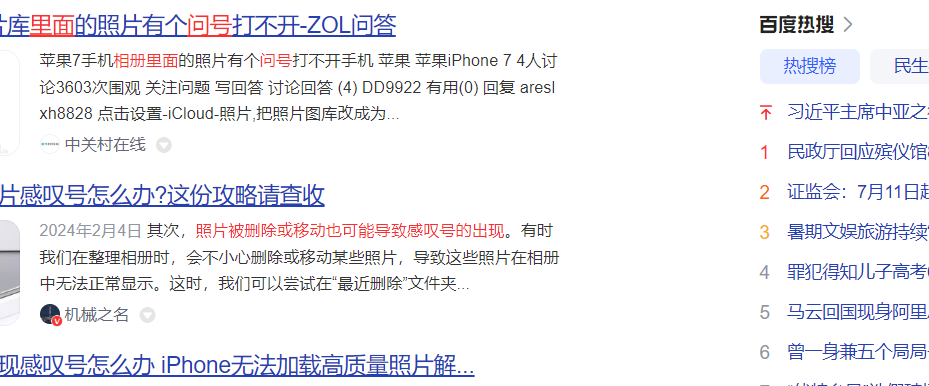 片库里面的照片有个问号打不开-ZOL问答
苹果7手机相册里面的照片有个问号打不开手机 苹果 苹果iPhone 7 4人讨
论3603次围观 关注问题 写回答 讨论回答 (4) DD9922 有用(0) 回复 aresl
xh8828 点击设置-iCloud-照片,把照片图库改成为...
中关村在线
片感叹号怎么办?这份攻略请查收
2024年2月4日 其次，照片被删除或移动也可能导致感叹号的出现。有时
我们在整理相册时，会不小心删除或移动某些照片，导致这些照片在相册
中无法正常显示。这时，我们可以尝试在“最近删除”文件夹...
机械之名
现感叹号怎么办 iPhone无法加载高质量照片解...
百度热搜
热搜榜 民生
习近平主席中亚之
1 民政厅回应殡仪馆
2 证监会：7月11日起
3 暑期文娱旅游持续
4 罪犯得知儿子高考
5 马云回国现身阿里
6 曾一身兼五个局局